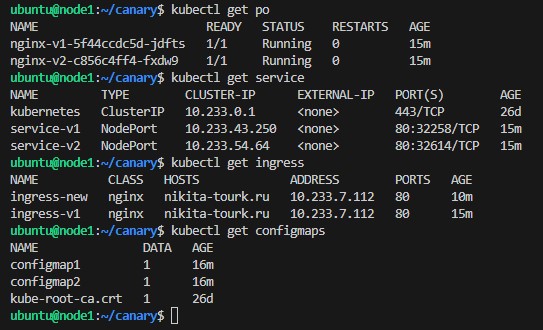 ubuntu@node1:~/canary$ kubectl get po
NAME                        READY   STATUS    RESTARTS   AGE
nginx-v1-5f44ccdc5d-jdfts   1/1     Running   0          15m
nginx-v2-c856c4ff4-fxdw9    1/1     Running   0          15m
ubuntu@node1:~/canary$ kubectl get service
NAME         TYPE        CLUSTER-IP      EXTERNAL-IP   PORT(S)        AGE
kubernetes   ClusterIP   10.233.0.1      <none>        443/TCP        26d
service-v1   NodePort    10.233.43.250   <none>        80:32258/TCP   15m
service-v2   NodePort    10.233.54.64    <none>        80:32614/TCP   15m
ubuntu@node1:~/canary$ kubectl get ingress
NAME          CLASS   HOSTS             ADDRESS        PORTS   AGE
ingress-new   nginx   nikita-tourk.ru   10.233.7.112   80      10m
ingress-v1    nginx   nikita-tourk.ru   10.233.7.112   80      15m
ubuntu@node1:~/canary$ kubectl get configmaps
NAME               DATA   AGE
configmap1         1      16m
configmap2         1      16m
kube-root-ca.crt   1      26d
ubuntu@node1:~/canary$